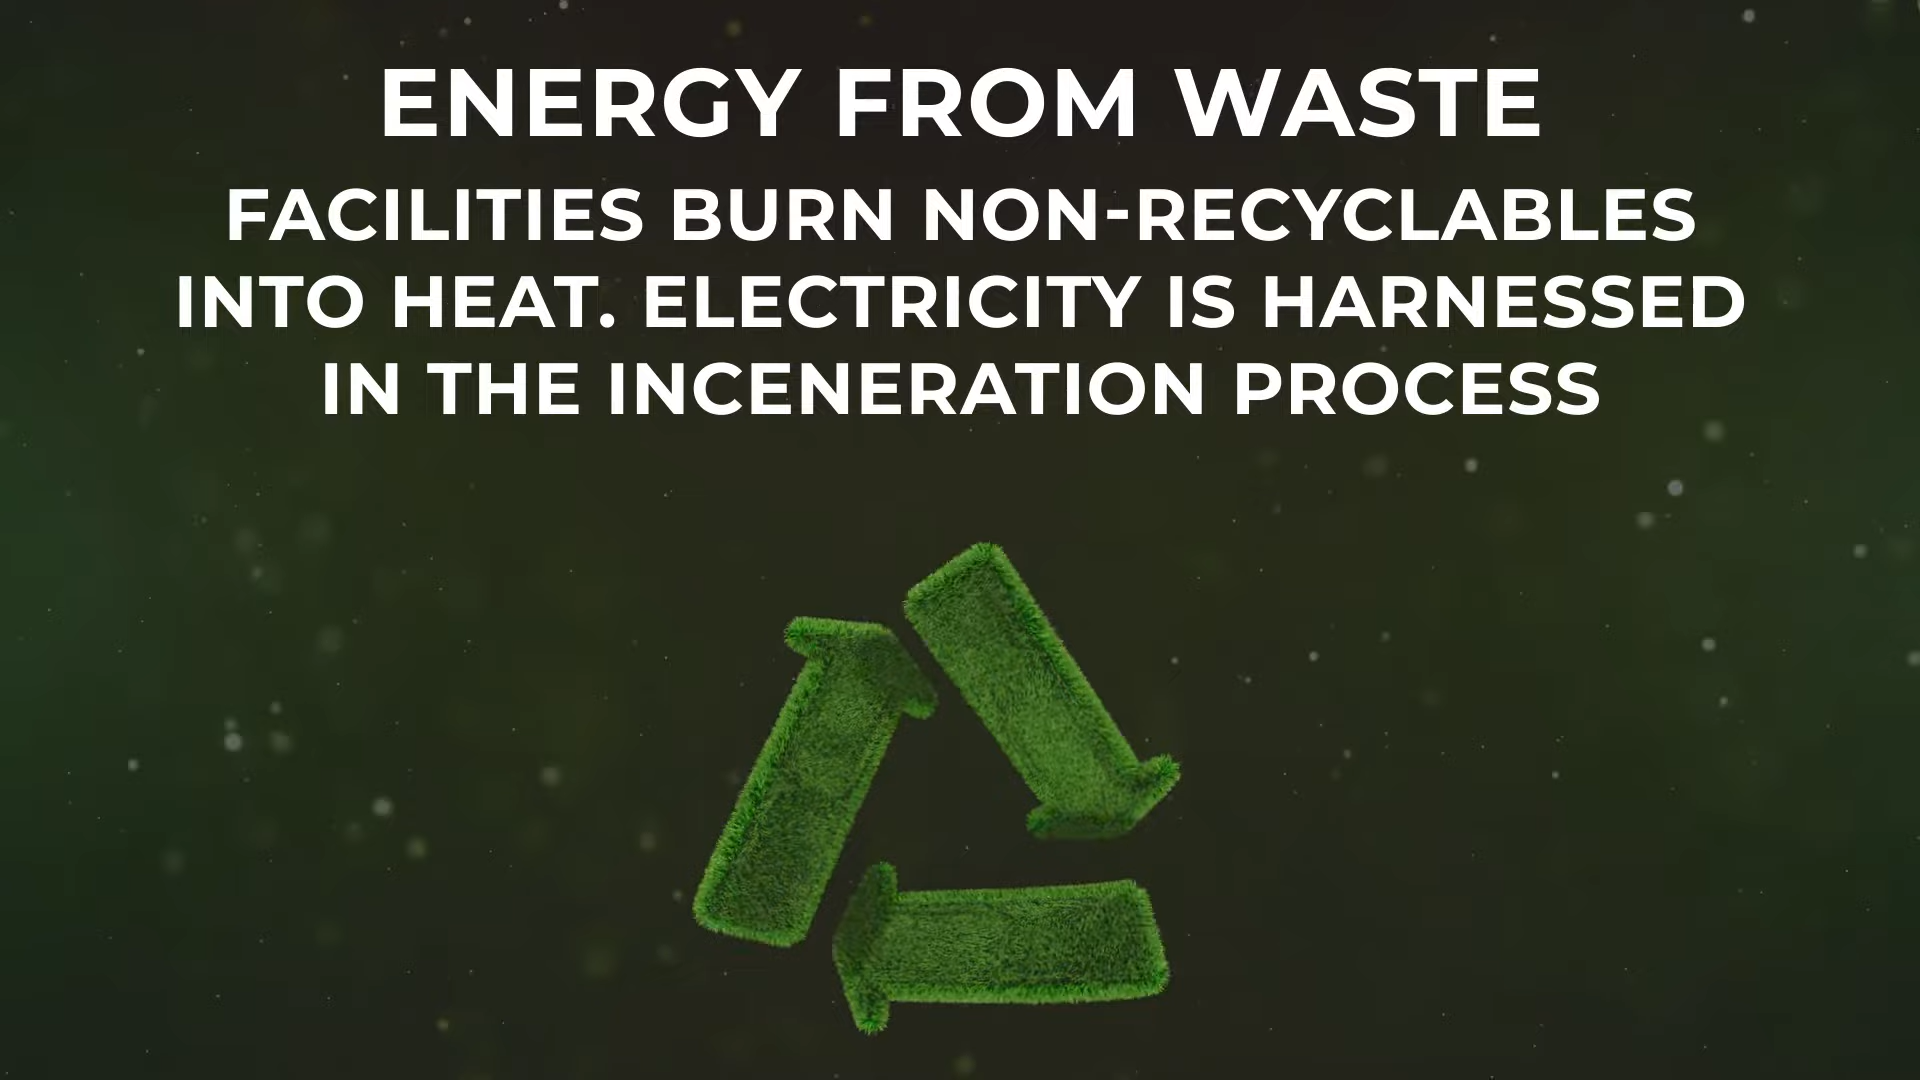 ENERGY FROM WASTE
FACILITIES BURN NON-RECYCLABLES
INTO HEAT. ELECTRICITY IS HARNESSED
IN THE INCENERATION PROCESS